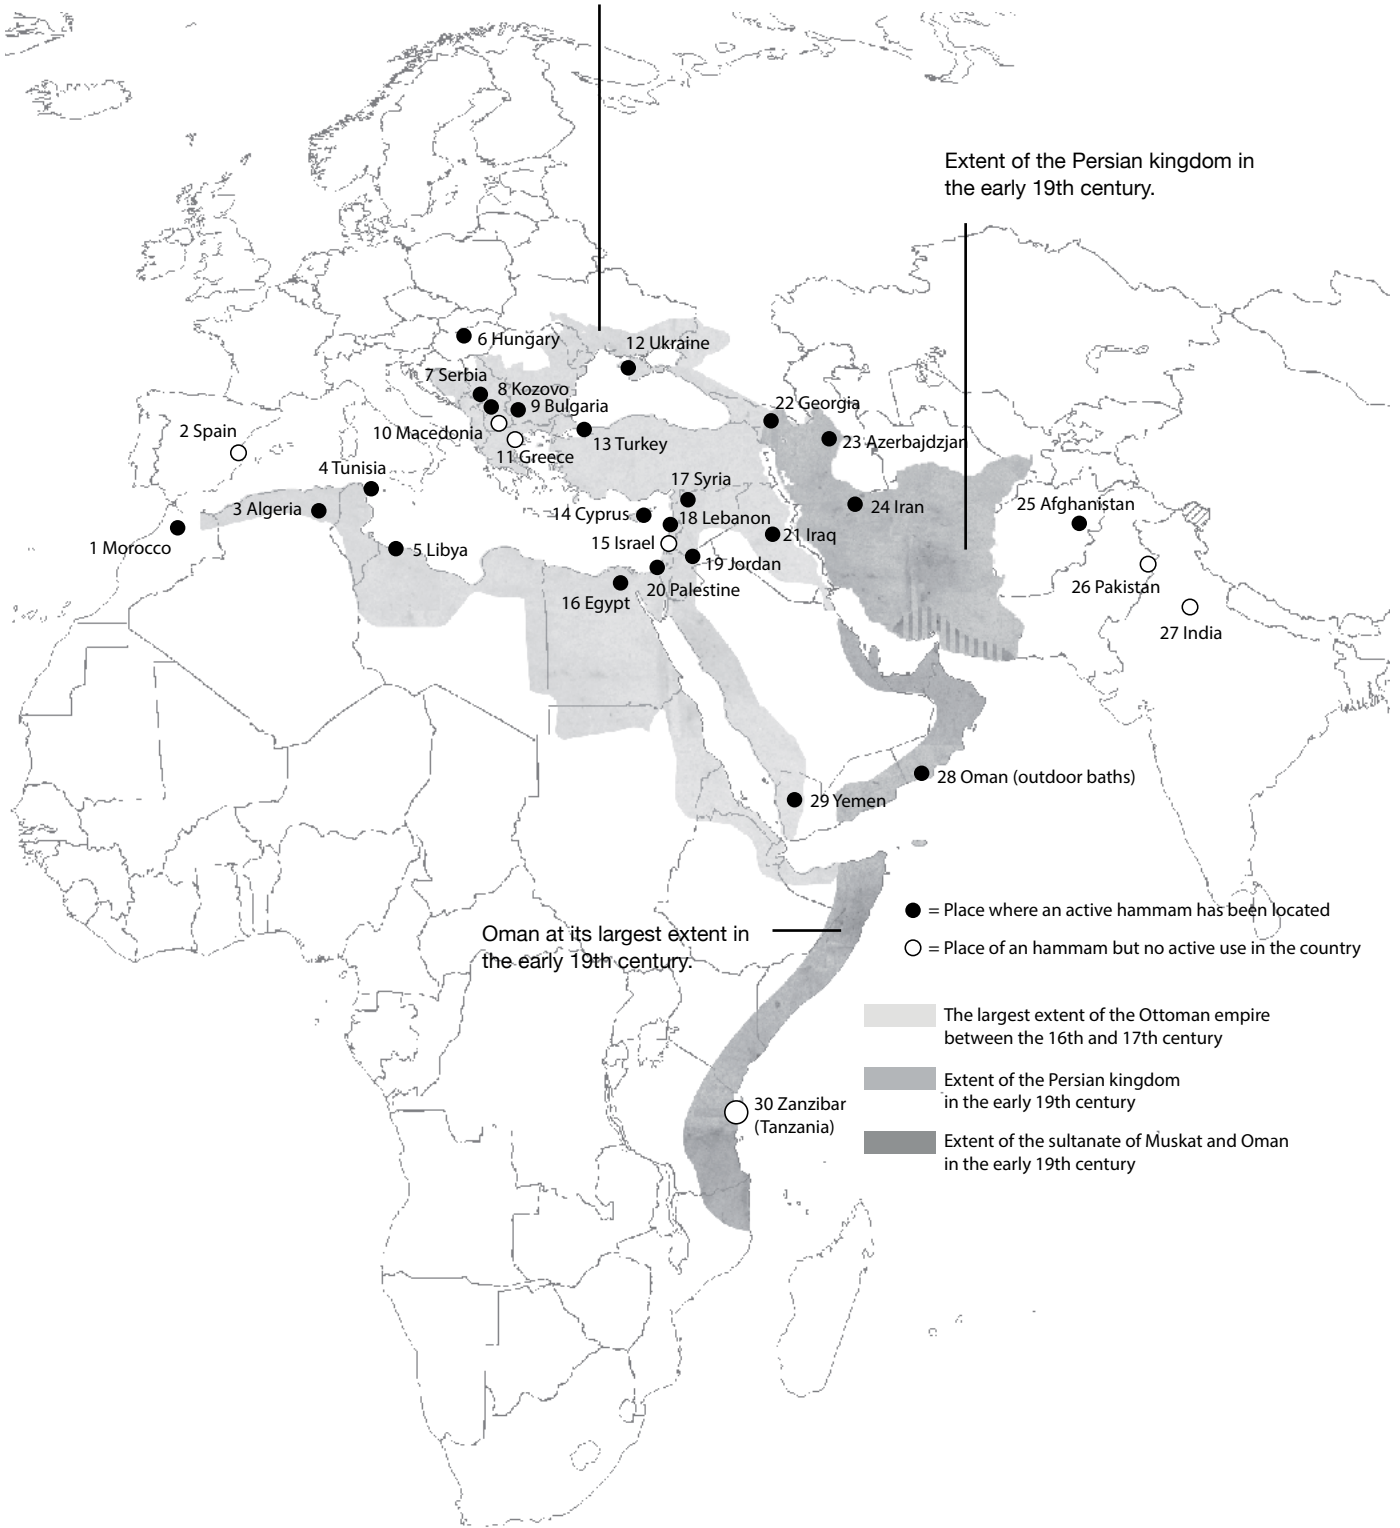 Extent of the Persian kingdom in
the early 19th century.
6 Hungary
12 Ukraine
7 Serbia
8 Kozovo
9 Bulgaria
22 Georgia
2 Spain
10 Macedonia
13 Turkey
23 Azerbajdzjan
11 Greece
4 Tunisia
17 Syria
3 Algeria
14 Cyprus
18 Lebanon
24 Iran
25 Afghanistan
1 Morocco
5 Libya
15 Israel
21 Iraq
19 Jordan
16 Egypt
20 Palestine
26 Pakistan
27 India
28 Oman (outdoor baths)
29 Yemen
= Place where an active hammam has been located
Oman at its largest extent in
the early 19th century.
= Place of an hammam but no active use in the country
The largest extent of the Ottoman empire
between the 16th and 17th century
Extent of the Persian kingdom
in the early 19th century
30 Zanzibar
(Tanzania)
Extent of the sultanate of Muskat and Oman
in the early 19th century